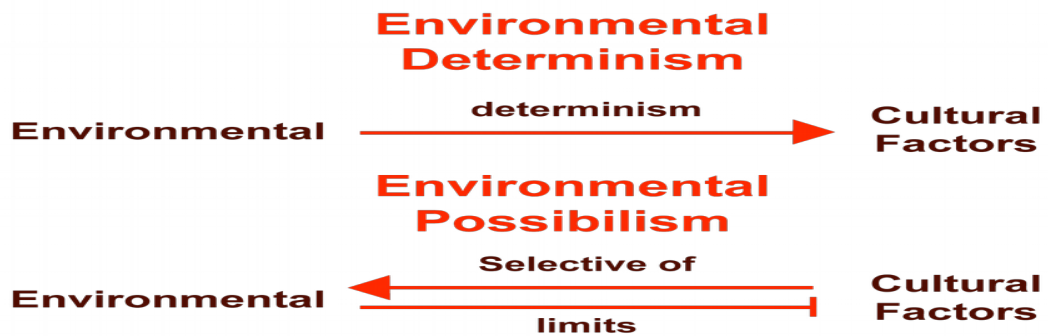 Environmental
Determinism
determinism
Environmental
Cultural
Factors
Environmental
Possibilism
Selective of
Environmental
Cultural
Factors
limits